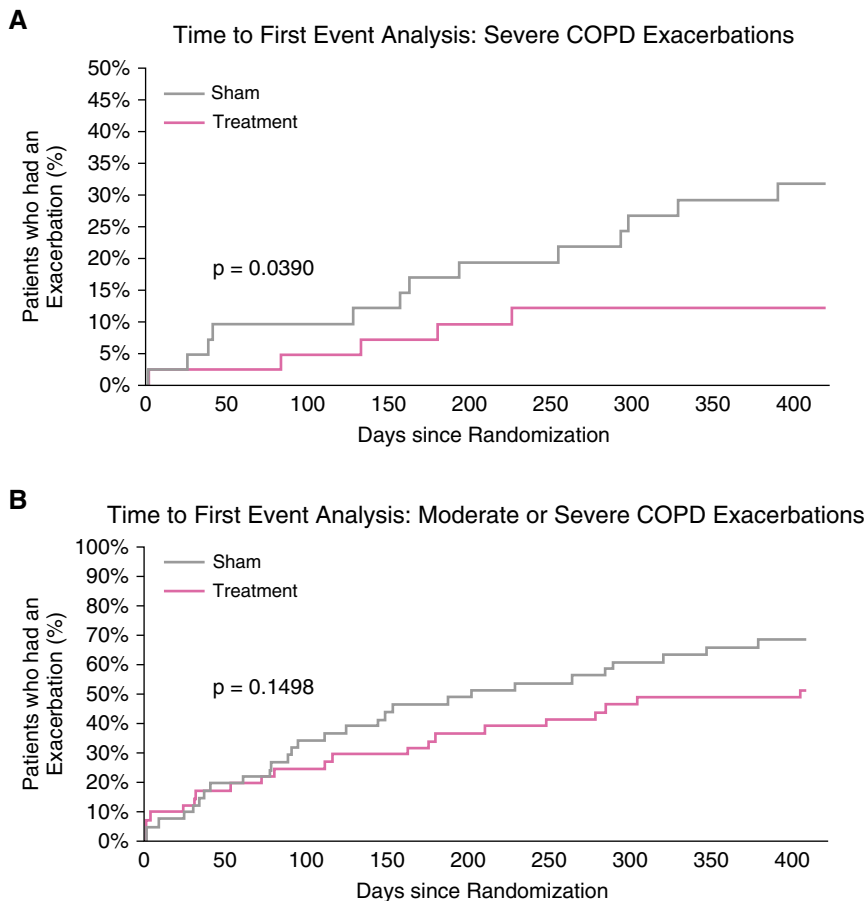 A
Time to First Event Analysis: Severe COPD Exacerbations
50%
45%
40%
35%
30%
25%
20%
15%
10%
5%
0%
Patients who had an
Exacerbation (%)
Sham
Treatment
p = 0.0390
0 50 100 150 200 250 300 350 400
Days since Randomization
B
Time to First Event Analysis: Moderate or Severe COPD Exacerbations
100%
90%
80%
70%
60%
50%
40%
30%
20%
10%
0%
Patients who had an
Exacerbation (%)
Sham
Treatment
p = 0.1498
0 50 100 150 200 250 300 350 400
Days since Randomization